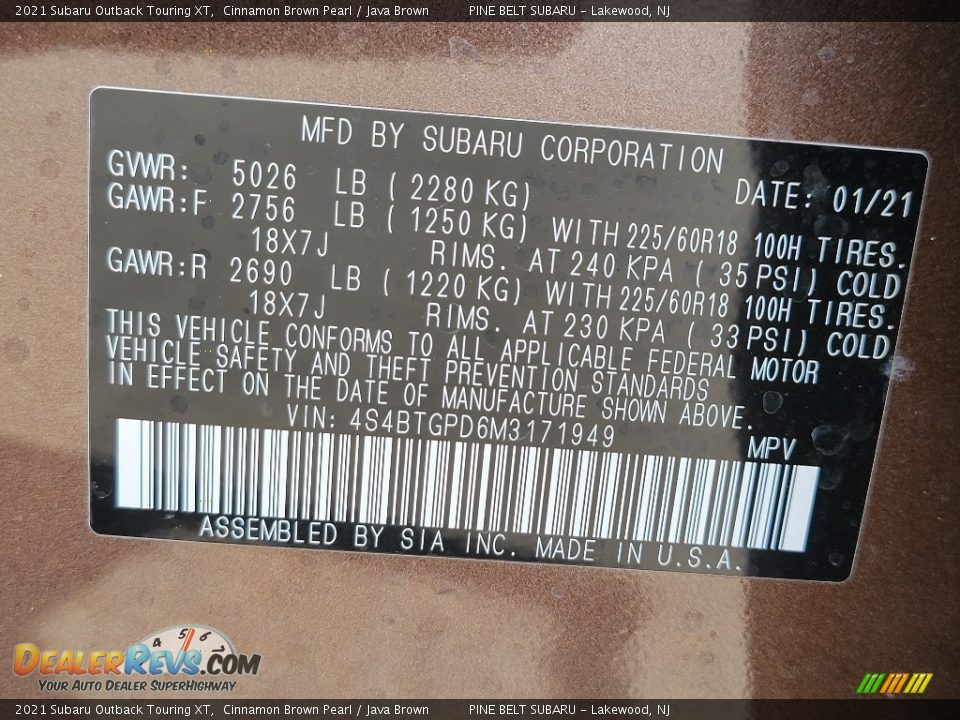 2021 Subaru Outback Touring XT, Cinnamon Brown Pearl / Java Brown PINE BELT SUBARU - Lakewood, NJ
MFD BY SUBARU CORPORATION
GVWR: 5026 LB ( 2280 KG) DATE: 01/21
GAWR:F 2756 LB ( 1250 KG) WITH 225/60R18 100H TIRES.
18X7J RIMS. AT 240 KPA ( 35 PSI) COLD
GAWR:R 2690 LB ( 1220 KG) WITH 225/60R18 100H TIRES.
18X7J RIMS. AT 230 KPA ( 33 PSI) COLD
THIS VEHICLE CONFORMS TO ALL APPLICABLE FEDERAL MOTOR
VEHICLE SAFETY AND THEFT PREVENTION STANDARDS
IN EFFECT ON THE DATE OF MANUFACTURE SHOWN ABOVE.
VIN: 4S4BTGPD6M3171949 MPV
ASSEMBLED BY SIA INC. MADE IN U.S.A.
4 5 6
DEALERREVS.COM
YOUR AUTO DEALER SUPERHIGHWAY
2021 Subaru Outback Touring XT, Cinnamon Brown Pearl / Java Brown PINE BELT SUBARU - Lakewood, NJ